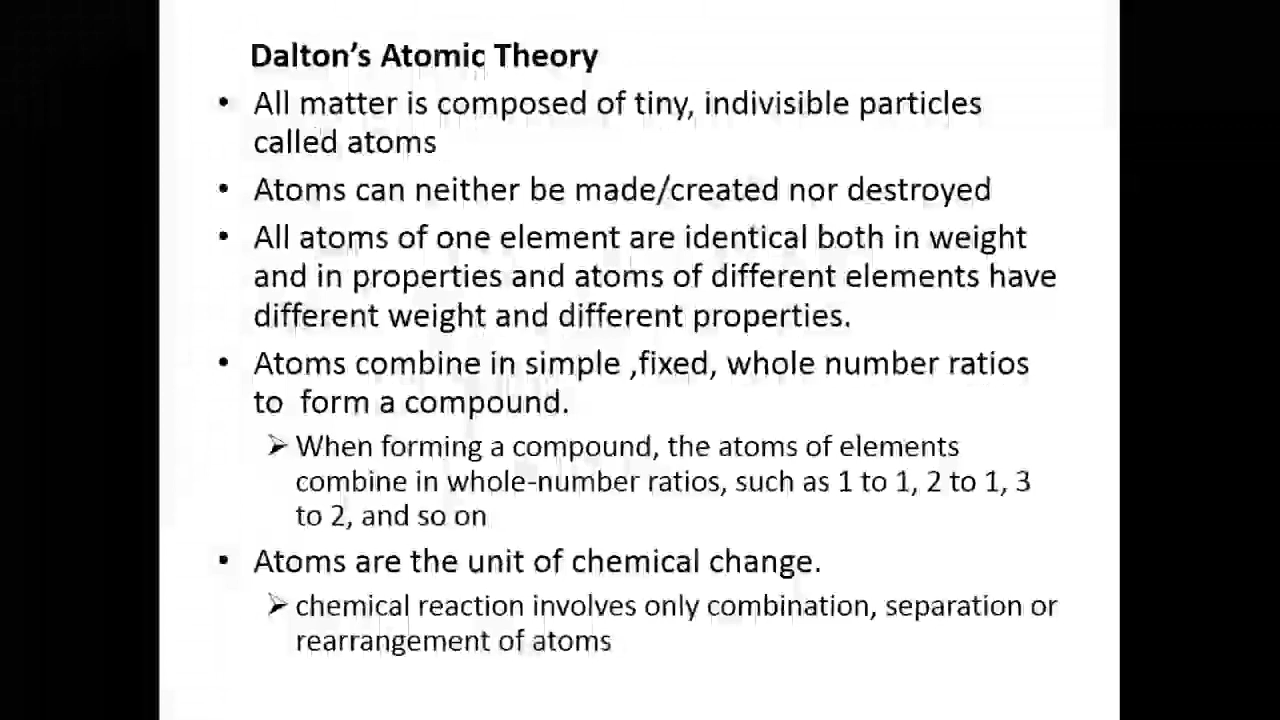 Dalton's Atomic Theory
• All matter is composed of tiny, indivisible particles
called atoms
• Atoms can neither be made/created nor destroyed
• All atoms of one element are identical both in weight
and in properties and atoms of different elements have
different weight and different properties.
• Atoms combine in simple ,fixed, whole number ratios
to  form a compound.
➢ When forming a compound, the atoms of elements
combine in whole-number ratios, such as 1 to 1, 2 to 1, 3
to 2, and so on
• Atoms are the unit of chemical change.
➢ chemical reaction involves only combination, separation or
rearrangement of atoms